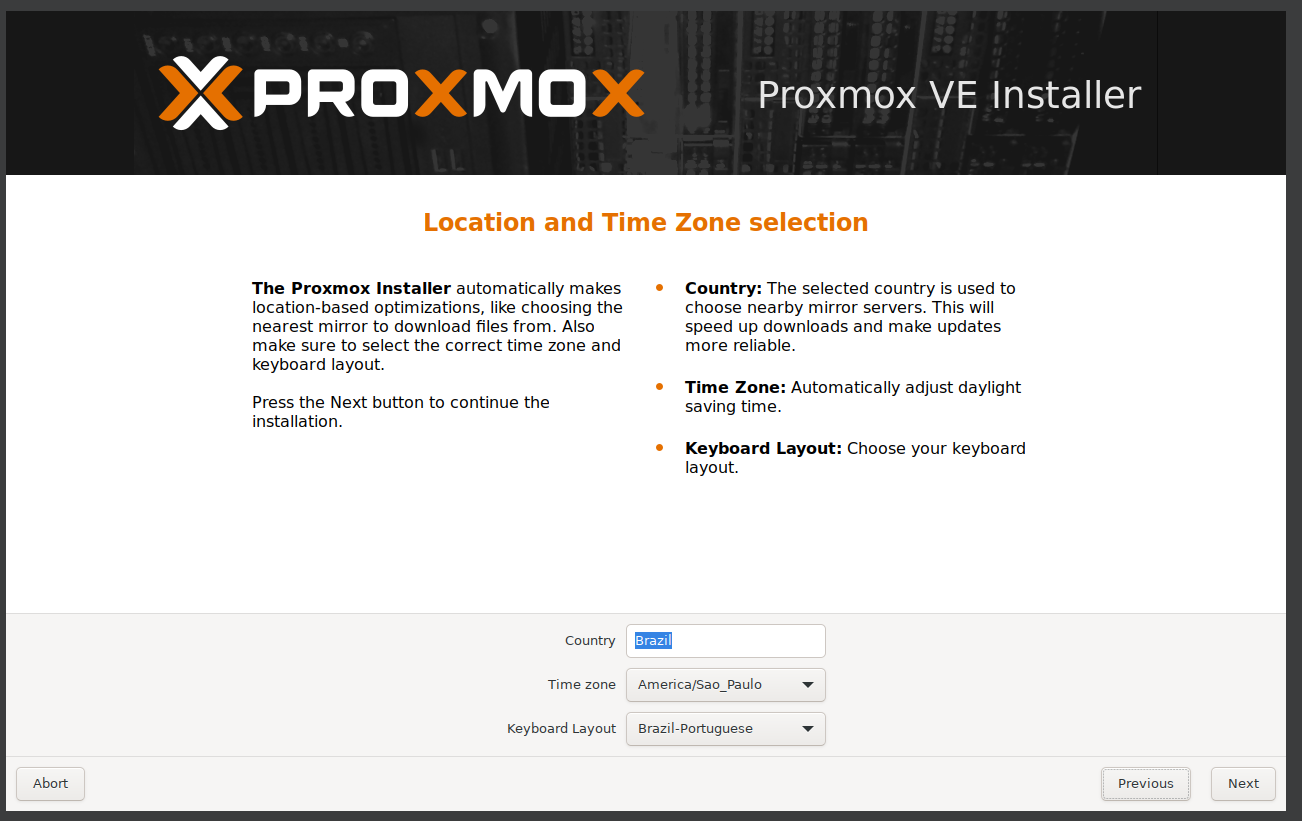 PROXMOX
Proxmox VE Installer
Location and Time Zone selection
The Proxmox Installer automatically makes
location-based optimizations, like choosing the
nearest mirror to download files from. Also
make sure to select the correct time zone and
keyboard layout.
Press the Next button to continue the
installation.
Country: The selected country is used to
choose nearby mirror servers. This will
speed up downloads and make updates
more reliable.
Time Zone: Automatically adjust daylight
saving time.
Keyboard Layout: Choose your keyboard
layout.
Country Brazil
Time zone America/Sao_Paulo
Keyboard Layout Brazil-Portuguese
Abort Previous Next